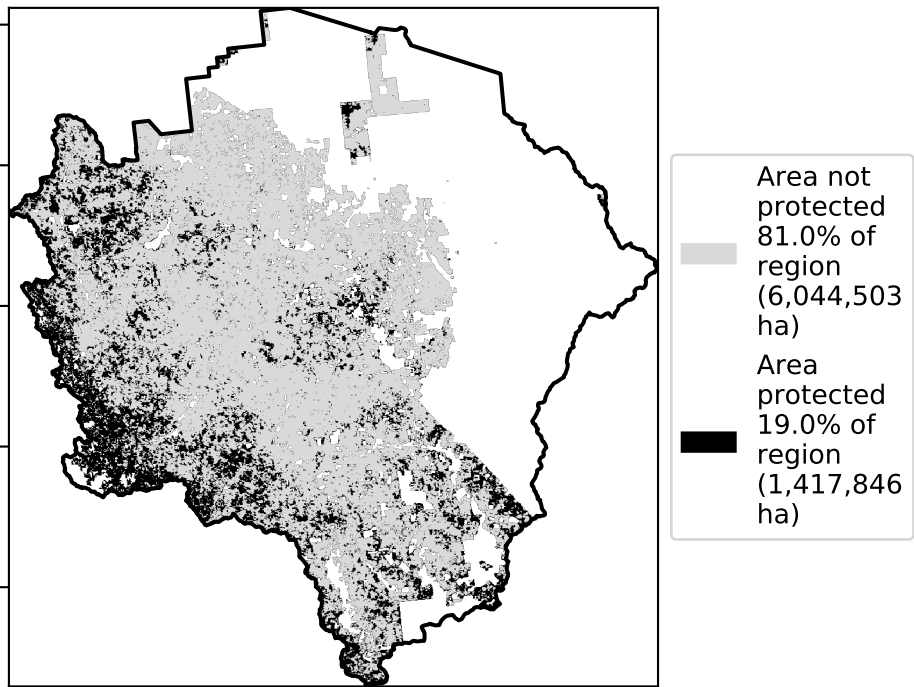 Area not
protected
81.0% of
region
(6,044,503
ha)
Area
protected
19.0% of
region
(1,417,846
ha)